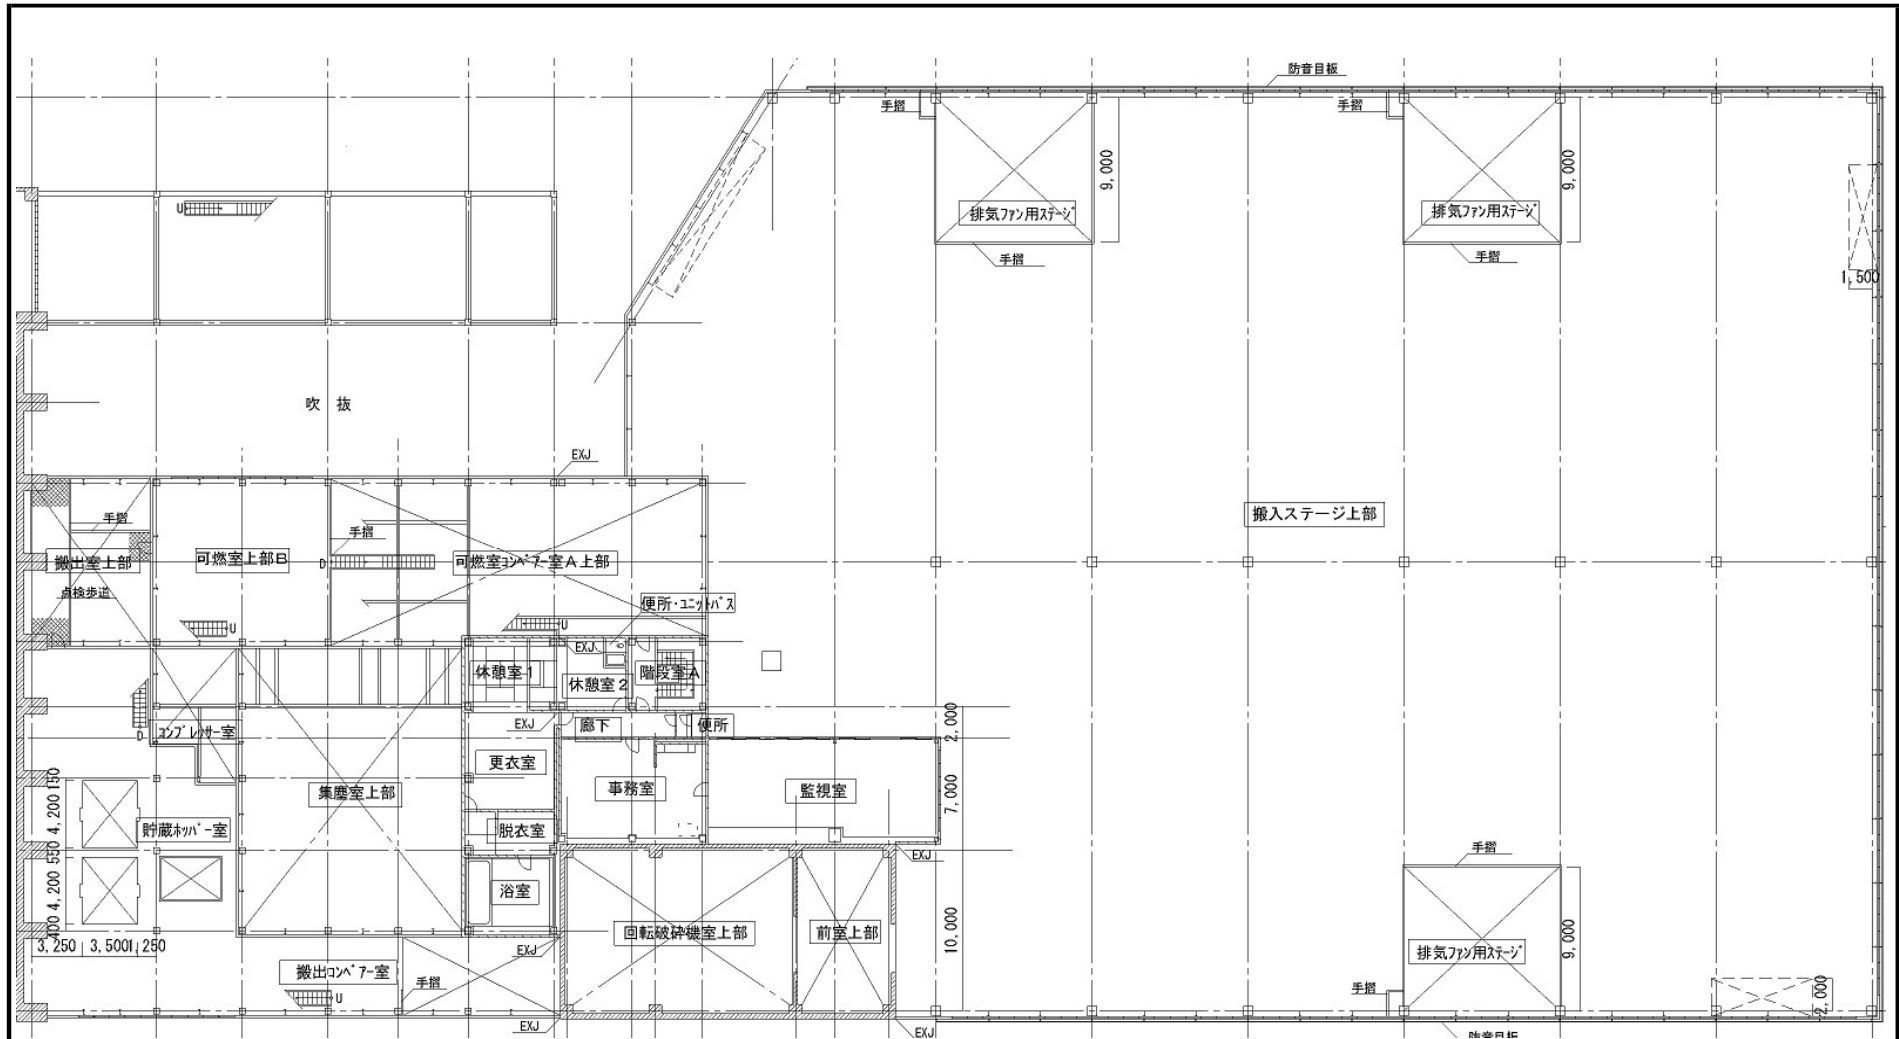 防音目板
手摺
手摺
9,000
9,000
U
排気ファン用ステージ
排気ファン用ステージ
手摺
手摺
1,500
吹 抜
EXJ
搬入ステージ上部
手摺
手摺
搬出室上部
可燃室上部B
D
可燃室コンベアー室A上部
点検歩道
便所・ユニットバス
U
U
EXJ
休憩室1
休憩室2
階段室A
EXJ
廊下
便所
2,000
D
コンプレッサー室
更衣室
事務室
監視室
7,000
集塵室上部
150
4,200
貯蔵ホッパー室
脱衣室
550
EXJ
手摺
4,200
浴室
400
回転破砕機室上部
前室上部
10,000
3,250
3,500
1,250
EXJ
排気ファン用ステージ
9,000
搬出コンベアー室
手摺
U
手摺
2,000
EXJ
EXJ
防音目板